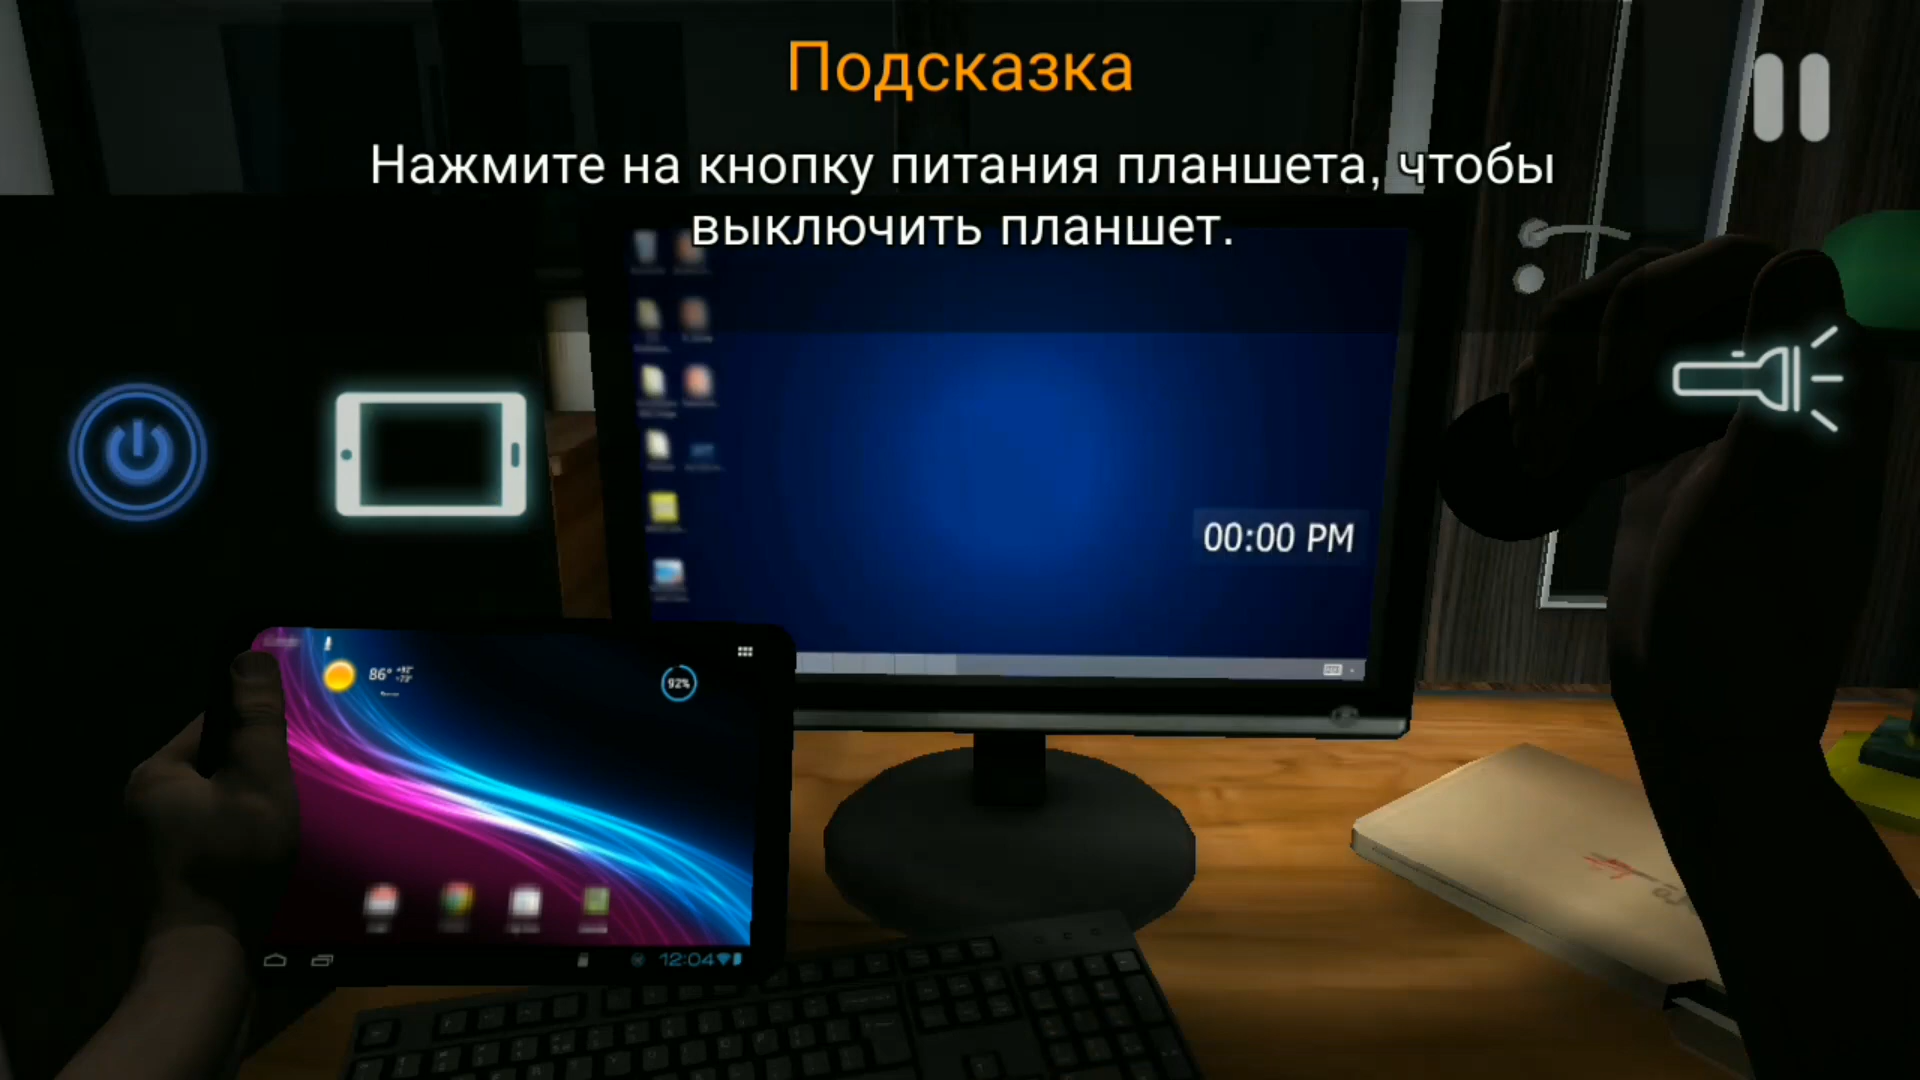 Подсказка
Нажмите на кнопку питания планшета, чтобы
выключить планшет.
00:00 PM
86°
92%
12:04